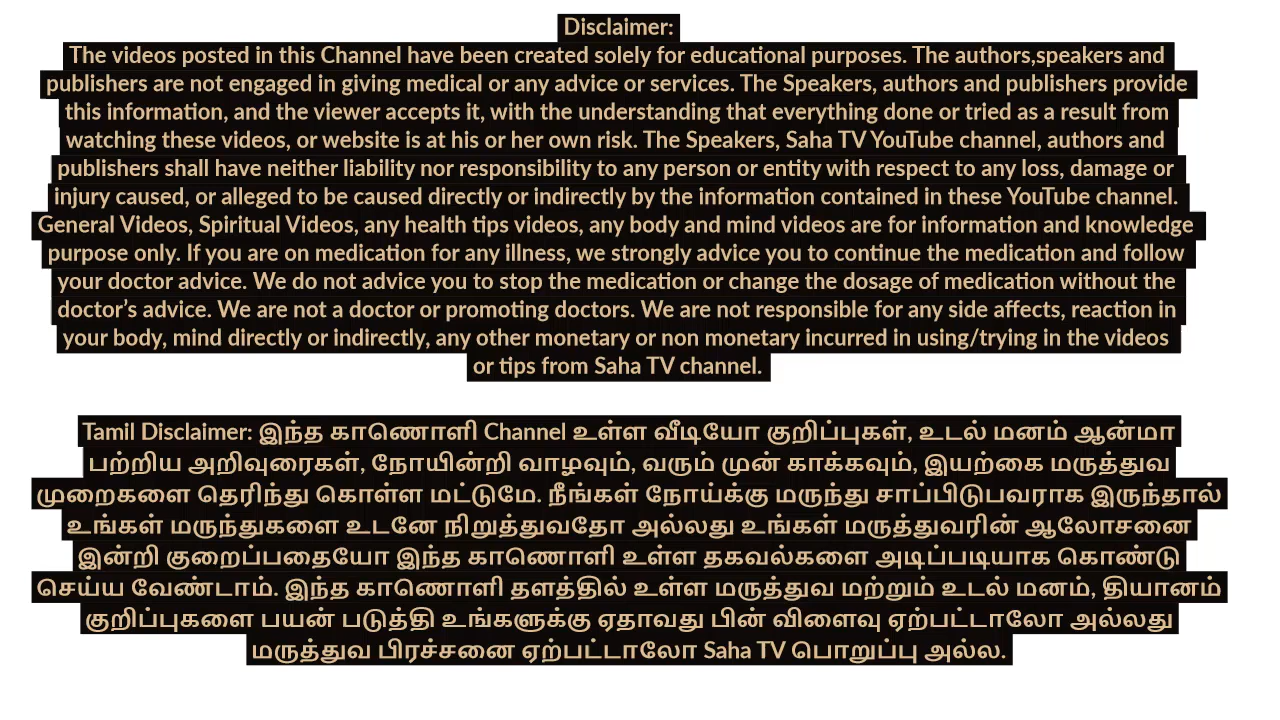 Disclaimer:
The videos posted in this Channel have been created solely for educational purposes. The authors,speakers and
publishers are not engaged in giving medical or any advice or services. The Speakers, authors and publishers provide
this information, and the viewer accepts it, with the understanding that everything done or tried as a result from
watching these videos, or website is at his or her own risk. The Speakers, Saha TV YouTube channel, authors and
publishers shall have neither liability nor responsibility to any person or entity with respect to any loss, damage or
injury caused, or alleged to be caused directly or indirectly by the information contained in these YouTube channel.
General Videos, Spiritual Videos, any health tips videos, any body and mind videos are for information and knowledge
purpose only. If you are on medication for any illness, we strongly advice you to continue the medication and follow
your doctor advice. We do not advice you to stop the medication or change the dosage of medication without the
doctor’s advice. We are not a doctor or promoting doctors. We are not responsible for any side affects, reaction in
your body, mind directly or indirectly, any other monetary or non monetary incurred in using/trying in the videos
or tips from Saha TV channel.
Tamil Disclaimer: இந்த காணொளி Channel உள்ள வீடியோ குறிப்புகள், உடல் மனம் ஆன்மா
பற்றிய அறிவுரைகள், நோயின்றி வாழவும், வரும் முன் காக்கவும், இயற்கை மருத்துவ
முறைகளை தெரிந்து கொள்ள மட்டுமே. நீங்கள் நோய்க்கு மருந்து சாப்பிடுபவராக இருந்தால்
உங்கள் மருந்துகளை உடனே நிறுத்துவதோ அல்லது உங்கள் மருத்துவரின் ஆலோசனை
இன்றி குறைப்பதையோ இந்த காணொளி உள்ள தகவல்களை அடிப்படியாக கொண்டு
செய்ய வேண்டாம். இந்த காணொளி தளத்தில் உள்ள மருத்துவ மற்றும் உடல் மனம், தியானம்
குறிப்புகளை பயன் படுத்தி உங்களுக்கு ஏதாவது பின் விளைவு ஏற்பட்டாலோ அல்லது
மருத்துவ பிரச்சனை ஏற்பட்டாலோ Saha TV பொறுப்பு அல்ல.